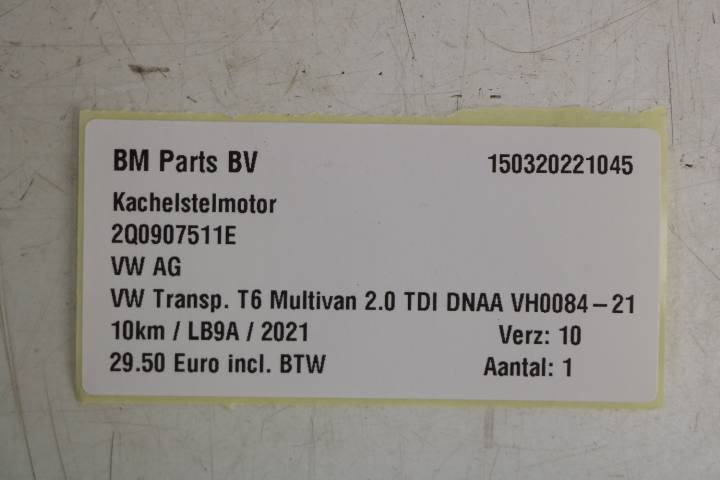 BM Parts BV 150320221045
Kachelstelmotor
2Q0907511E
VW AG
VW Transp. T6 Multivan 2.0 TDI DNAA VH0084-21
10km / LB9A / 2021 Verz: 10
29.50 Euro incl. BTW Aantal: 1